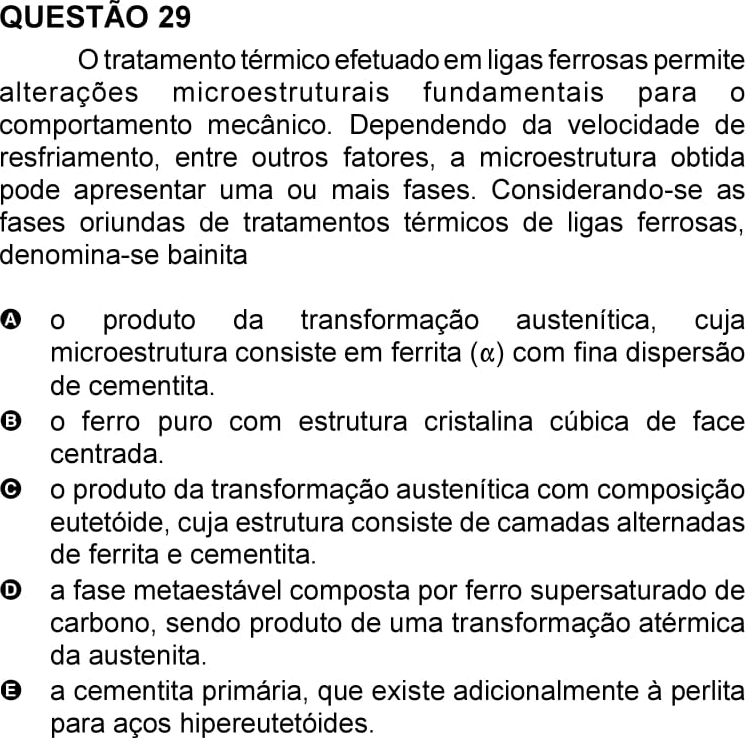 QUESTÃO 29
O tratamento térmico efetuado em ligas ferrosas permite
alterações microestruturais fundamentais para o
comportamento mecânico. Dependendo da velocidade de
resfriamento, entre outros fatores, a microestrutura obtida
pode apresentar uma ou mais fases. Considerando-se as
fases oriundas de tratamentos térmicos de ligas ferrosas,
denomina-se bainita
A o produto da transformação austenítica, cuja
microestrutura consiste em ferrita (α) com fina dispersão
de cementita.
B o ferro puro com estrutura cristalina cúbica de face
centrada.
C o produto da transformação austenítica com composição
eutetóide, cuja estrutura consiste de camadas alternadas
de ferrita e cementita.
D a fase metaestável composta por ferro supersaturado de
carbono, sendo produto de uma transformação atérmica
da austenita.
E a cementita primária, que existe adicionalmente à perlita
para aços hipereutetóides.